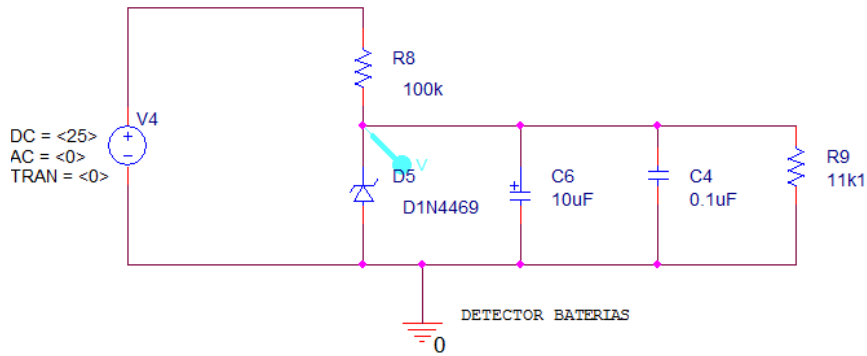 R8
100k
V4
DC = <25>
AC = <0>
TRAN = <0>
V
D5
D1N4469
C6
10uF
C4
0.1uF
R9
11k1
DETECTOR BATERIAS
0